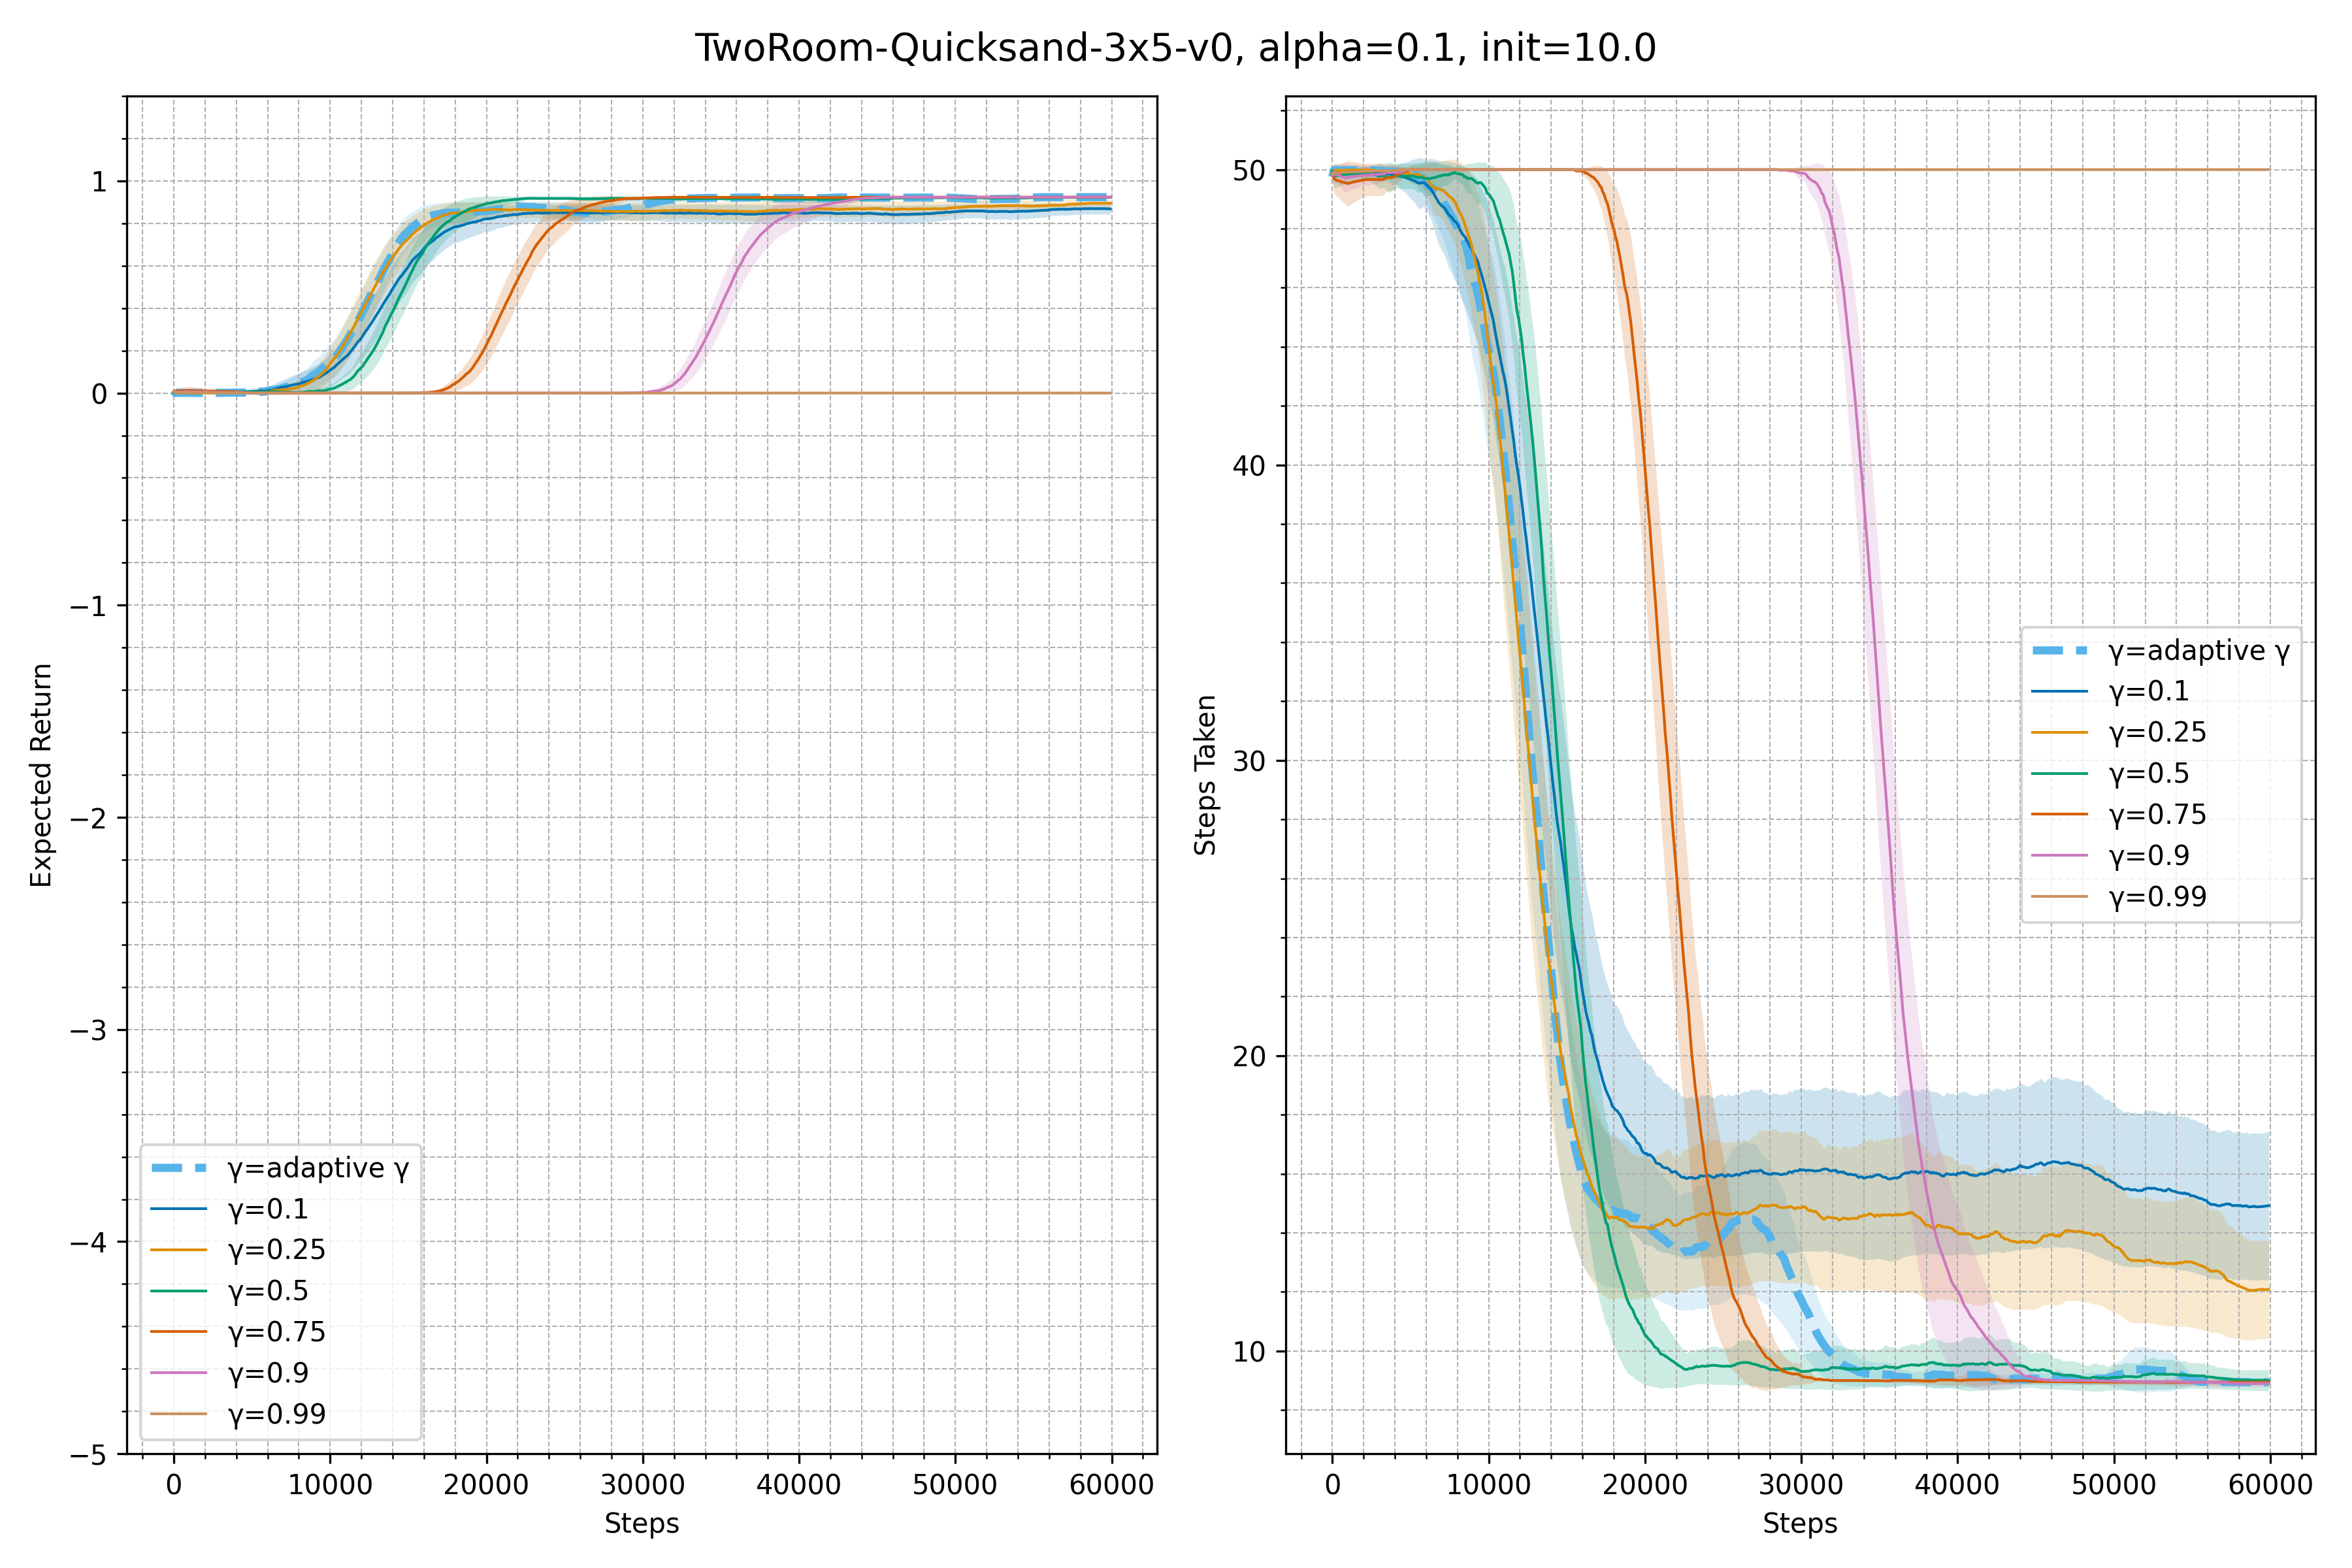 TwoRoom-Quicksand-3x5-v0, alpha=0.1, init=10.0
Expected Return
1
0
−1
−2
−3
−4
−5
γ=adaptive γ
γ=0.1
γ=0.25
γ=0.5
γ=0.75
γ=0.9
γ=0.99
0 10000 20000 30000 40000 50000 60000
Steps
Steps Taken
50
40
30
20
10
γ=adaptive γ
γ=0.1
γ=0.25
γ=0.5
γ=0.75
γ=0.9
γ=0.99
0 10000 20000 30000 40000 50000 60000
Steps